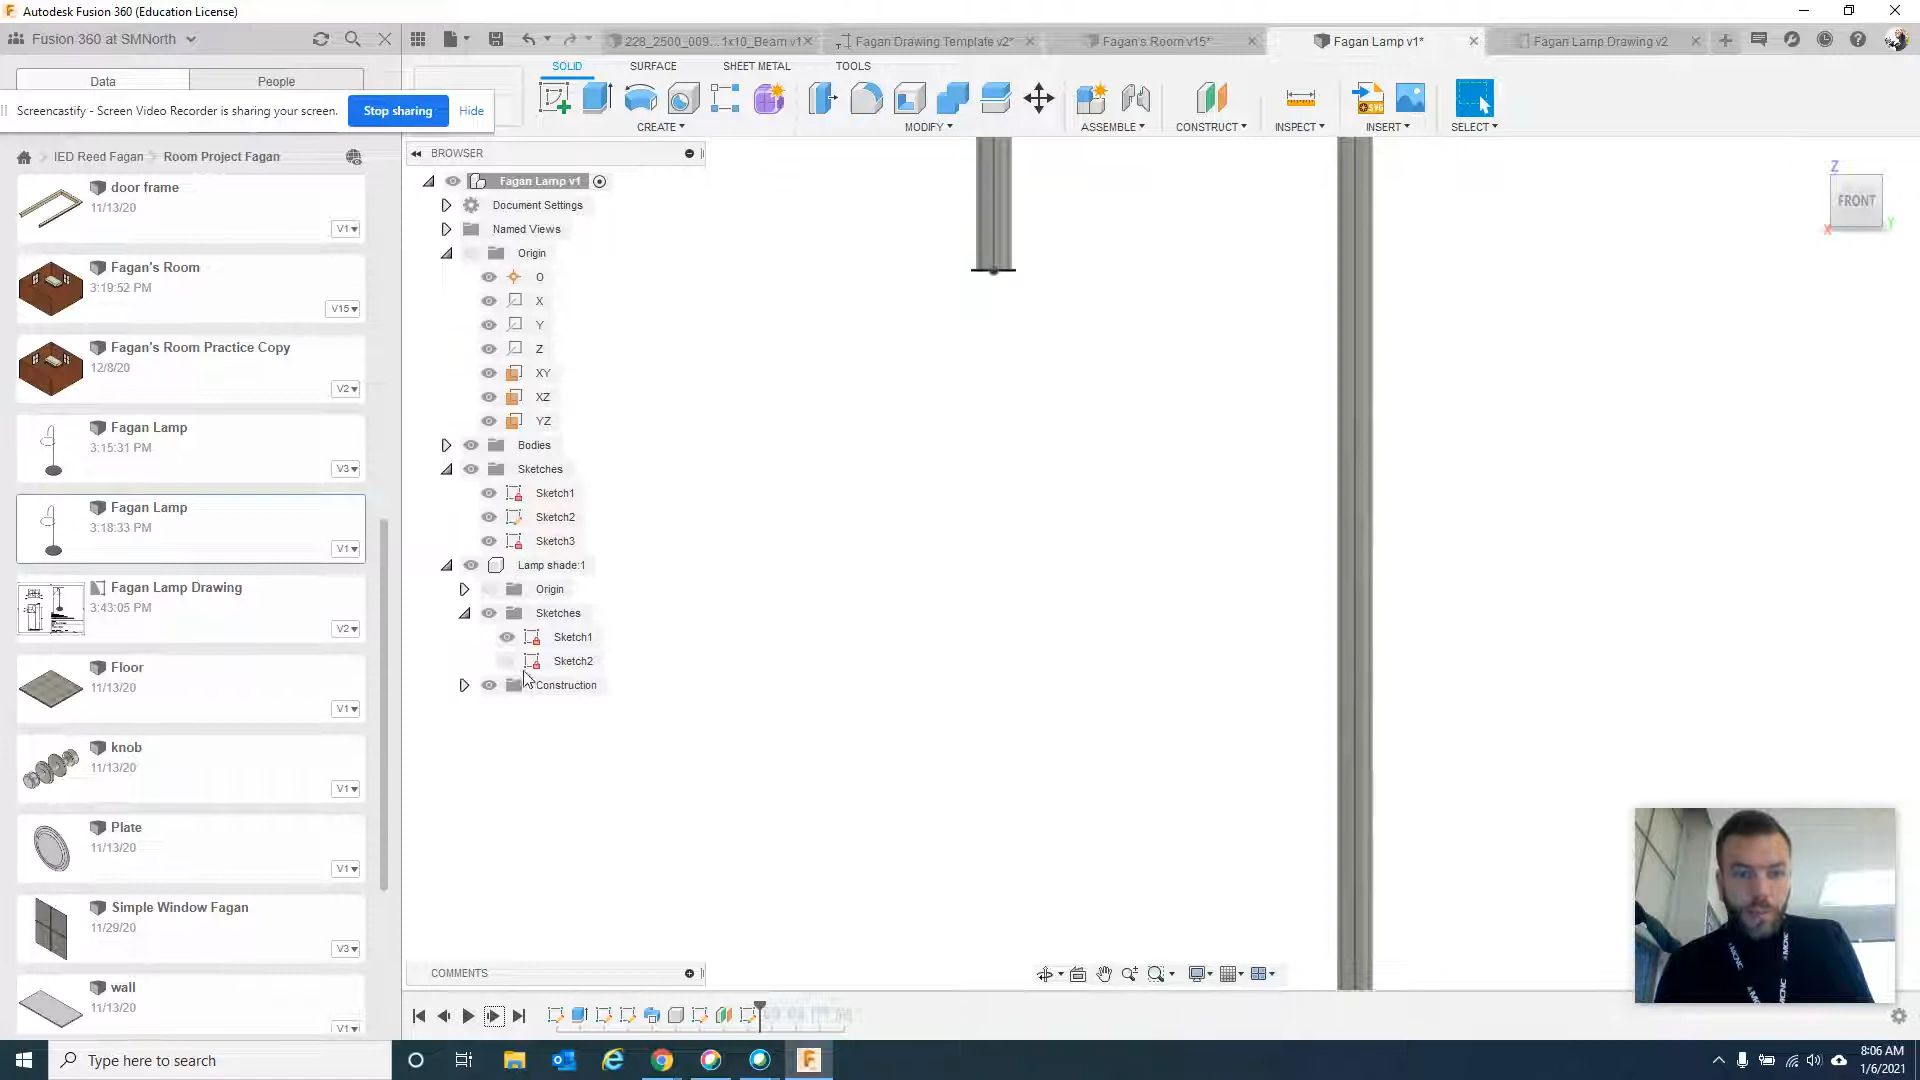 Autodesk Fusion 360 (Education License)
Fusion 360 at SMNorth
228_2500_009...1x10_Beam v1
Fagan Drawing Template v2*
Fagan's Room v15*
Fagan Lamp v1*
Fagan Lamp Drawing v2
Data
People
SOLID
SURFACE
SHEET METAL
TOOLS
Screencastify - Screen Video Recorder is sharing your screen.
Stop sharing
Hide
CREATE
MODIFY
ASSEMBLE
CONSTRUCT
INSPECT
INSERT
SELECT
IED Reed Fagan
Room Project Fagan
BROWSER
door frame
11/13/20
V1
Fagan's Room
3:19:52 PM
V15
Fagan's Room Practice Copy
12/8/20
V2
Fagan Lamp
3:15:31 PM
V3
Fagan Lamp
3:18:33 PM
V1
Fagan Lamp Drawing
3:43:05 PM
V2
Floor
11/13/20
V1
knob
11/13/20
V1
Plate
11/13/20
V1
Simple Window Fagan
11/29/20
V3
wall
11/13/20
V1
Fagan Lamp v1
Document Settings
Named Views
Origin
O
X
Y
Z
XY
XZ
YZ
Bodies
Sketches
Sketch1
Sketch2
Sketch3
Lamp shade:1
Origin
Sketches
Sketch1
Sketch2
Construction
Z
FRONT
X
Y
MCNC
MCNC
COMMENTS
Type here to search
8:06 AM
1/6/2021